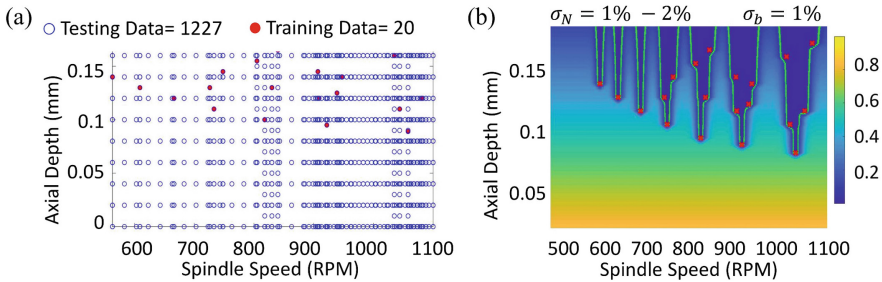 (a)
Testing Data= 1227 Training Data= 20
Axial Depth (mm)
0.15
0.1
0.05
0
600 700 800 900 1000 1100
Spindle Speed (RPM)
(b)
σ_N = 1% − 2% σ_b = 1%
Axial Depth (mm)
0.15
0.1
0.05
500 600 700 800 900 1000 1100
Spindle Speed (RPM)
0.8
0.6
0.4
0.2